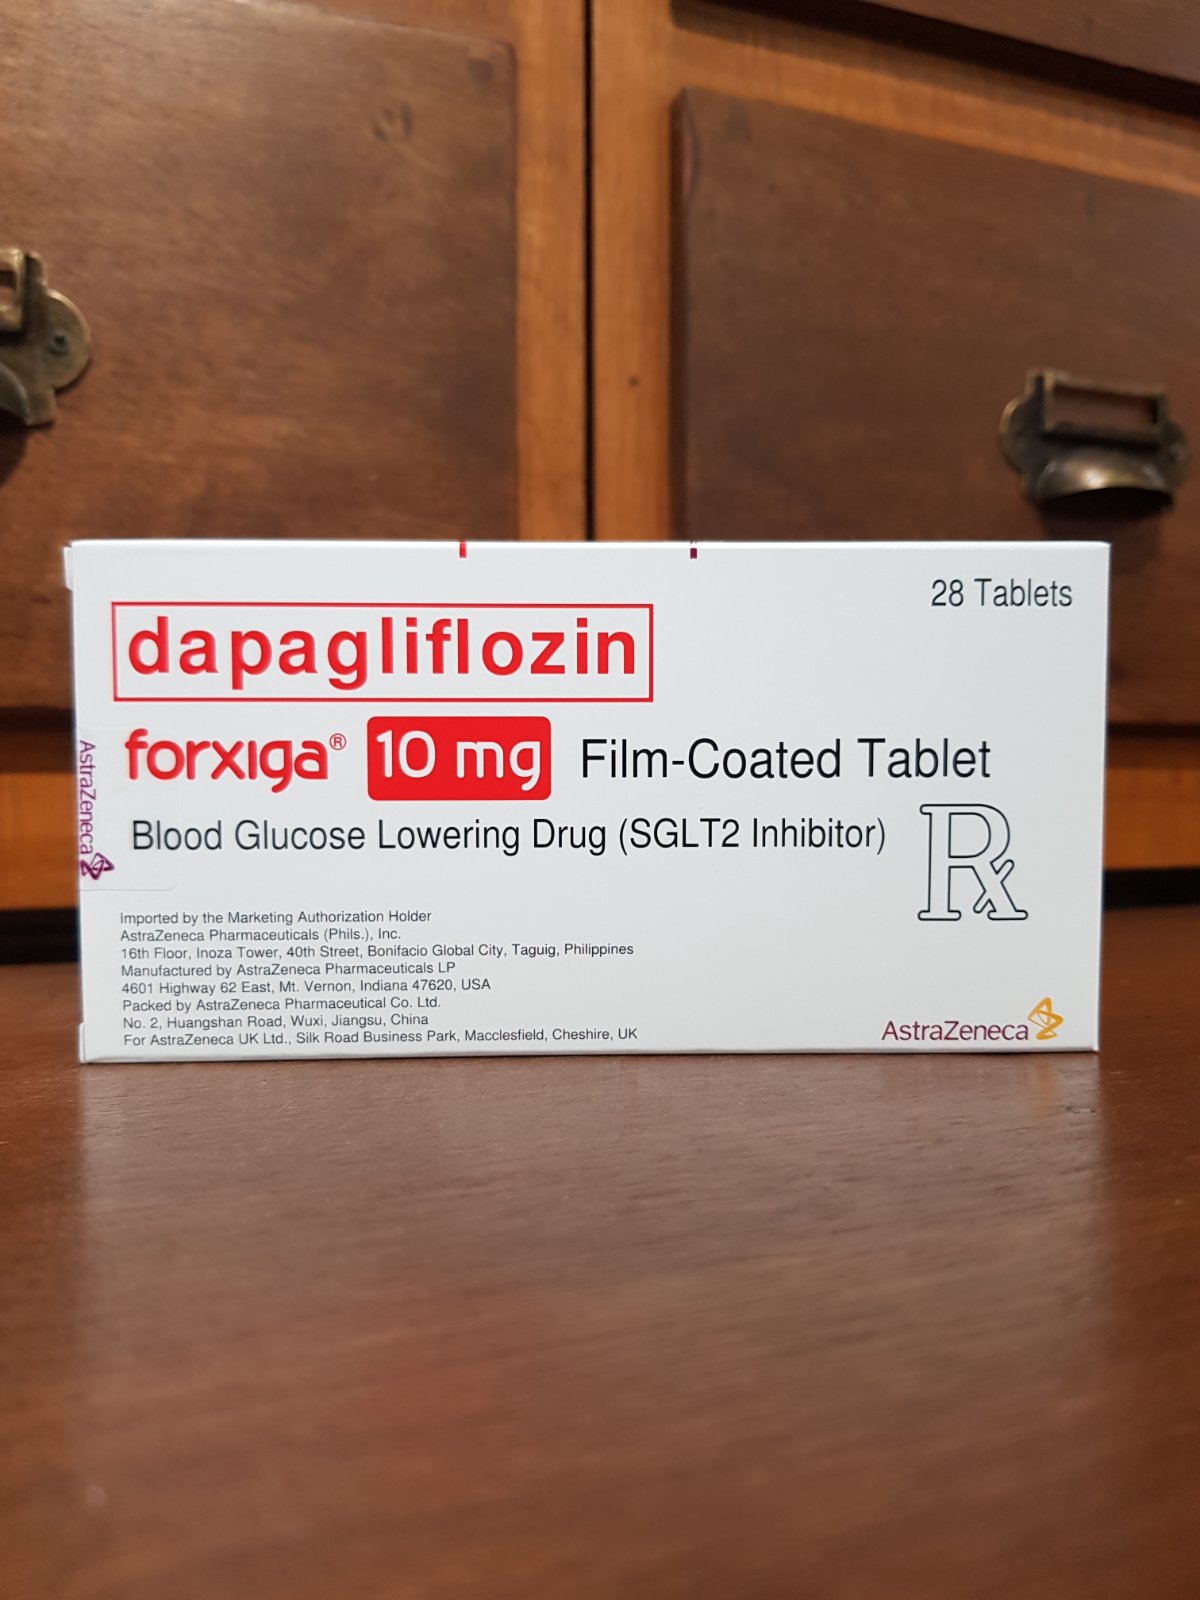 28 Tablets
dapagliflozin
forxiga® 10 mg Film-Coated Tablet
Blood Glucose Lowering Drug (SGLT2 Inhibitor)
Rx
Imported by the Marketing Authorization Holder
AstraZeneca Pharmaceuticals (Phils.), Inc.
16th Floor, Inoza Tower, 40th Street, Bonifacio Global City, Taguig, Philippines
Manufactured by AstraZeneca Pharmaceuticals LP
4601 Highway 62 East, Mt. Vernon, Indiana 47620, USA
Packed by AstraZeneca Pharmaceutical Co. Ltd.
No. 2, Huangshan Road, Wuxi, Jiangsu, China
For AstraZeneca UK Ltd., Silk Road Business Park, Macclesfield, Cheshire, UK
AstraZeneca
AstraZeneca